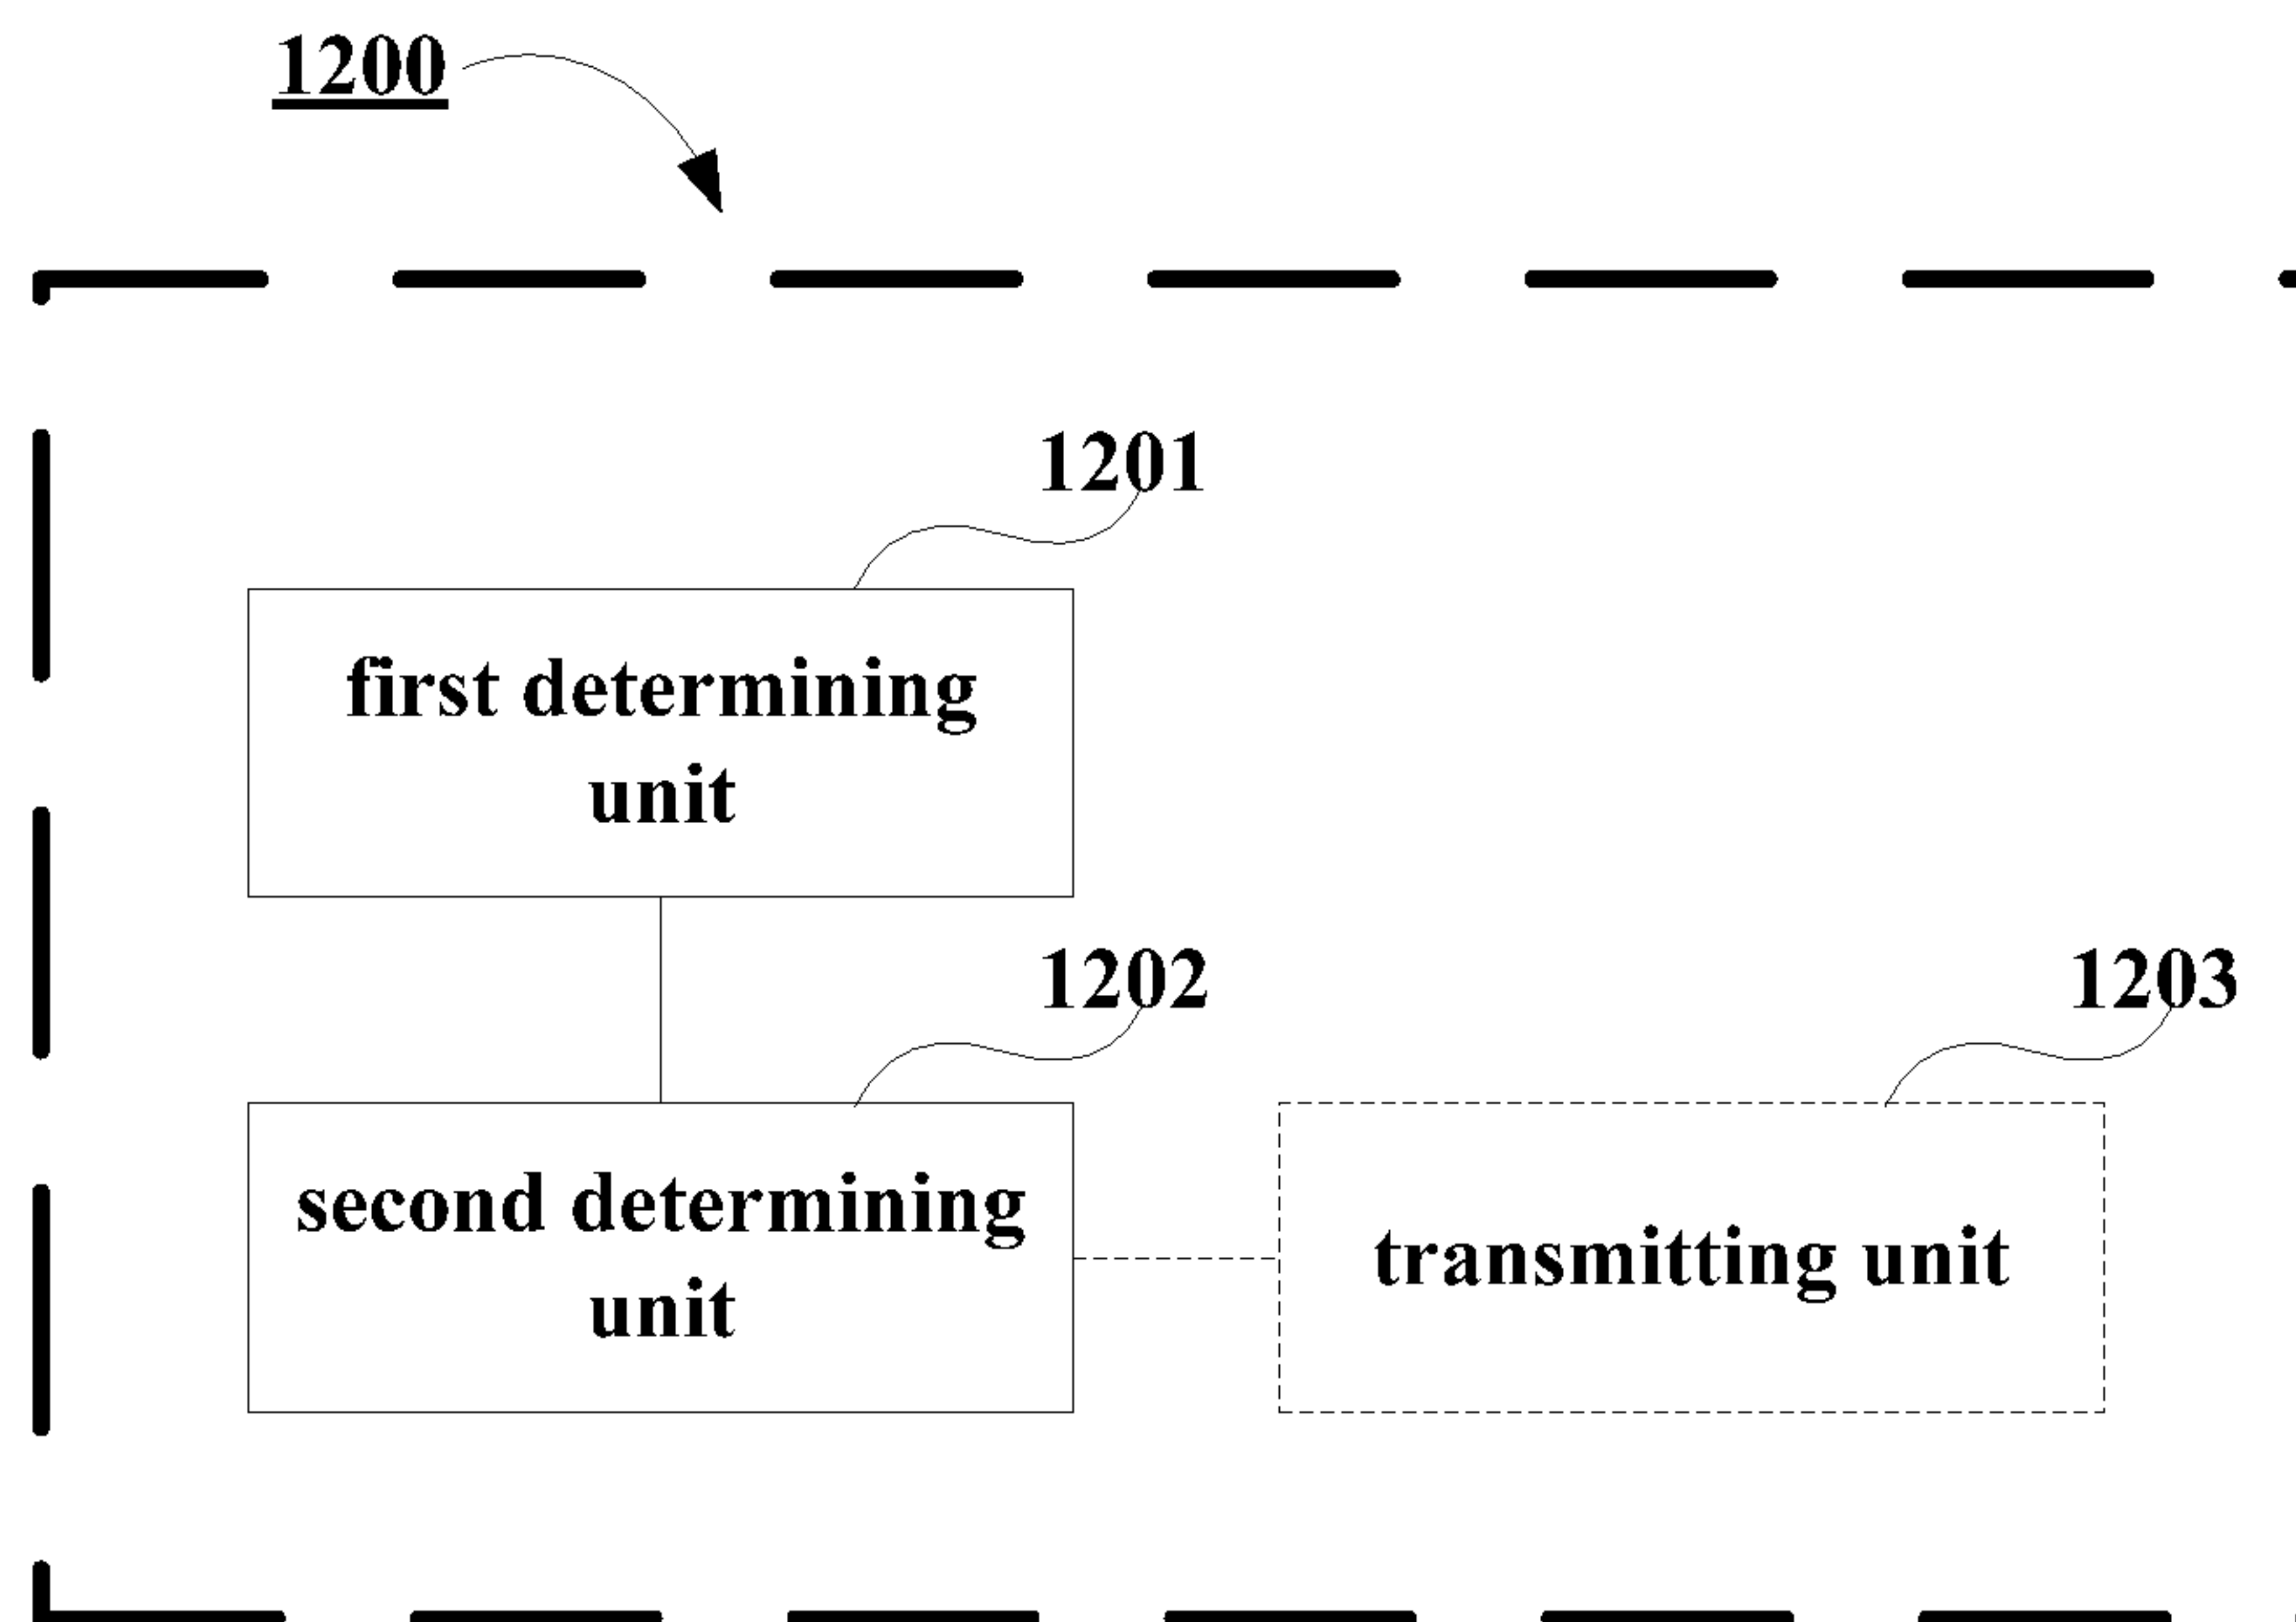 1200
1201
first determining
unit
1202
1203
second determining
unit
transmitting unit